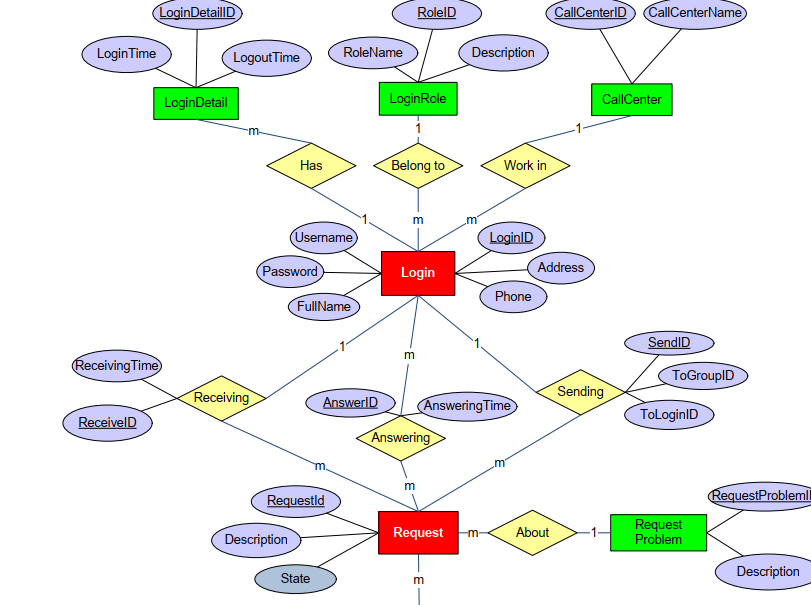 LoginDetailID
RoleID
CallCenterID
CallCenterName
LoginTime
LogoutTime
RoleName
Description
LoginDetail
LoginRole
CallCenter
m
1
1
Has
Belong to
Work in
1
m
m
Username
LoginID
Password
Login
Address
FullName
Phone
1
m
1
SendID
ReceivingTime
ToGroupID
Receiving
AnswerID
AnsweringTime
Sending
ReceiveID
ToLoginID
Answering
m
m
m
RequestId
RequestProblemI
Description
Request
m
About
1
Request
Problem
State
Description
m